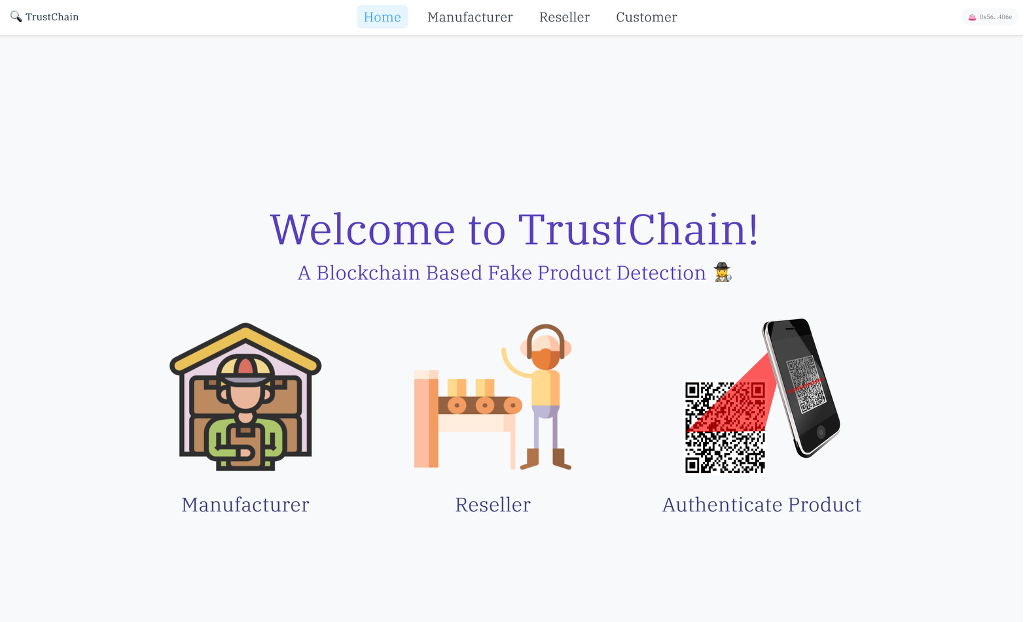 TrustChain
Home Manufacturer Reseller Customer
0x56...406e
Welcome to TrustChain!
A Blockchain Based Fake Product Detection
Manufacturer
Reseller
Authenticate Product